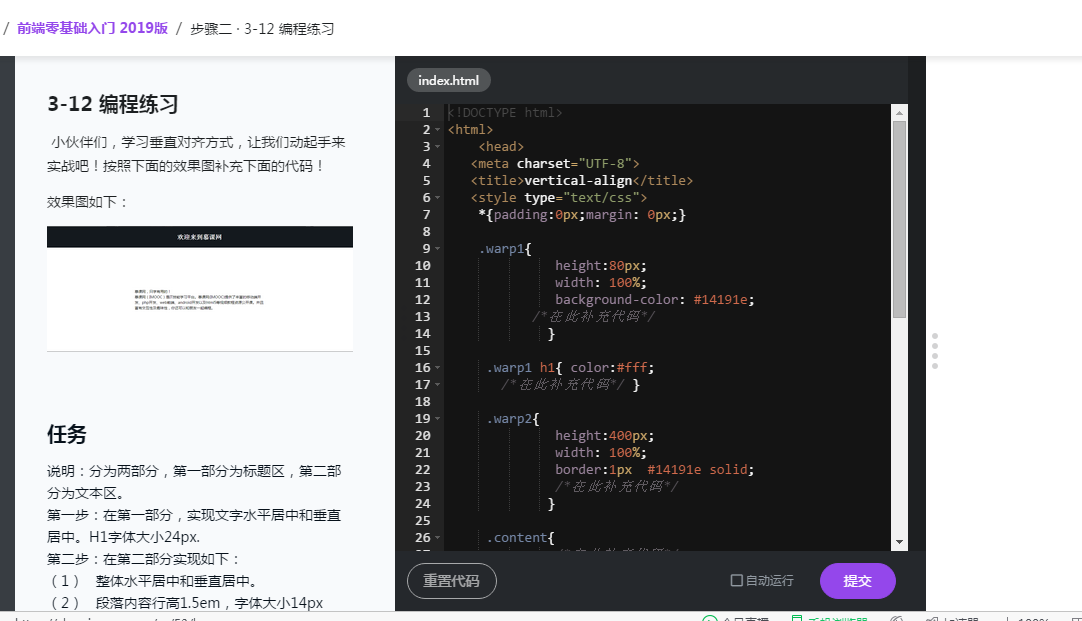 / 前端零基础入门 2019版 / 步骤二 · 3-12 编程练习
3-12 编程练习
小伙伴们，学习垂直对齐方式，让我们动起手来
实战吧！按照下面的效果图补充下面的代码！
效果图如下：
欢迎来到慕课网
任务
说明：分为两部分，第一部分为标题区，第二部
分为文本区。
第一步：在第一部分，实现文字水平居中和垂直
居中。H1字体大小24px.
第二步：在第二部分实现如下：
（1） 整体水平居中和垂直居中。
（2） 段落内容行高1.5em，字体大小14px
index.html
1 <!DOCTYPE html>
2 <html>
3 <head>
4 <meta charset="UTF-8">
5 <title>vertical-align</title>
6 <style type="text/css">
7 *{padding:0px;margin: 0px;}
8
9 .warp1{
10 height:80px;
11 width: 100%;
12 background-color: #14191e;
13 /*在此补充代码*/
14 }
15
16 .warp1 h1{ color:#fff;
17 /*在此补充代码*/ }
18
19 .warp2{
20 height:400px;
21 width: 100%;
22 border:1px #14191e solid;
23 /*在此补充代码*/
24 }
25
26 .content{
重置代码
自动运行
提交